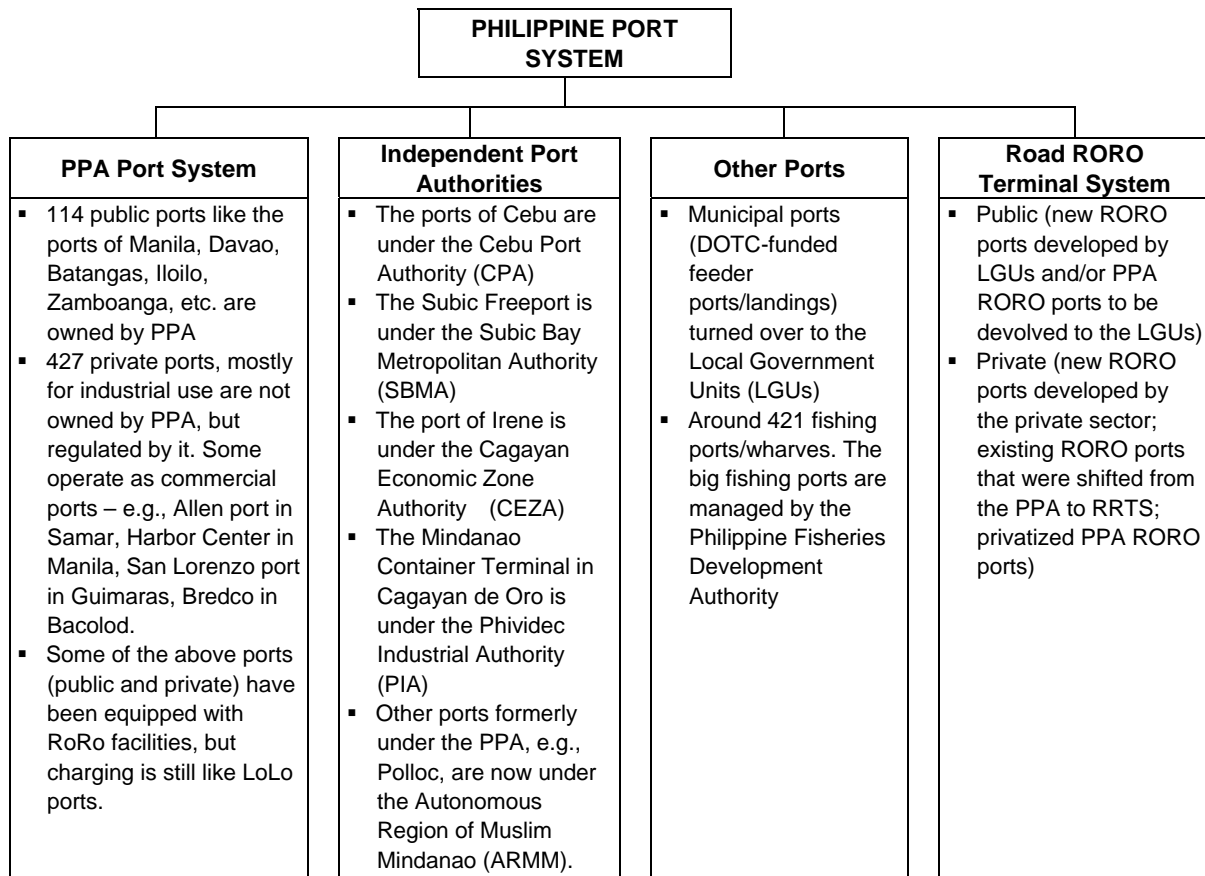 PHILIPPINE PORT
SYSTEM
PPA Port System
▪ 114 public ports like the
ports of Manila, Davao,
Batangas, Iloilo,
Zamboanga, etc. are
owned by PPA
▪ 427 private ports, mostly
for industrial use are not
owned by PPA, but
regulated by it. Some
operate as commercial
ports – e.g., Allen port in
Samar, Harbor Center in
Manila, San Lorenzo port
in Guimaras, Bredco in
Bacolod.
▪ Some of the above ports
(public and private) have
been equipped with
RoRo facilities, but
charging is still like LoLo
ports.
Independent Port
Authorities
▪ The ports of Cebu are
under the Cebu Port
Authority (CPA)
▪ The Subic Freeport is
under the Subic Bay
Metropolitan Authority
(SBMA)
▪ The port of Irene is
under the Cagayan
Economic Zone
Authority (CEZA)
▪ The Mindanao
Container Terminal in
Cagayan de Oro is
under the Phividec
Industrial Authority
(PIA)
▪ Other ports formerly
under the PPA, e.g.,
Polloc, are now under
the Autonomous
Region of Muslim
Mindanao (ARMM).
Other Ports
▪ Municipal ports
(DOTC-funded
feeder
ports/landings)
turned over to the
Local Government
Units (LGUs)
▪ Around 421 fishing
ports/wharves. The
big fishing ports are
managed by the
Philippine Fisheries
Development
Authority
Road RORO
Terminal System
▪ Public (new RORO
ports developed by
LGUs and/or PPA
RORO ports to be
devolved to the LGUs)
▪ Private (new RORO
ports developed by
the private sector;
existing RORO ports
that were shifted from
the PPA to RRTS;
privatized PPA RORO
ports)